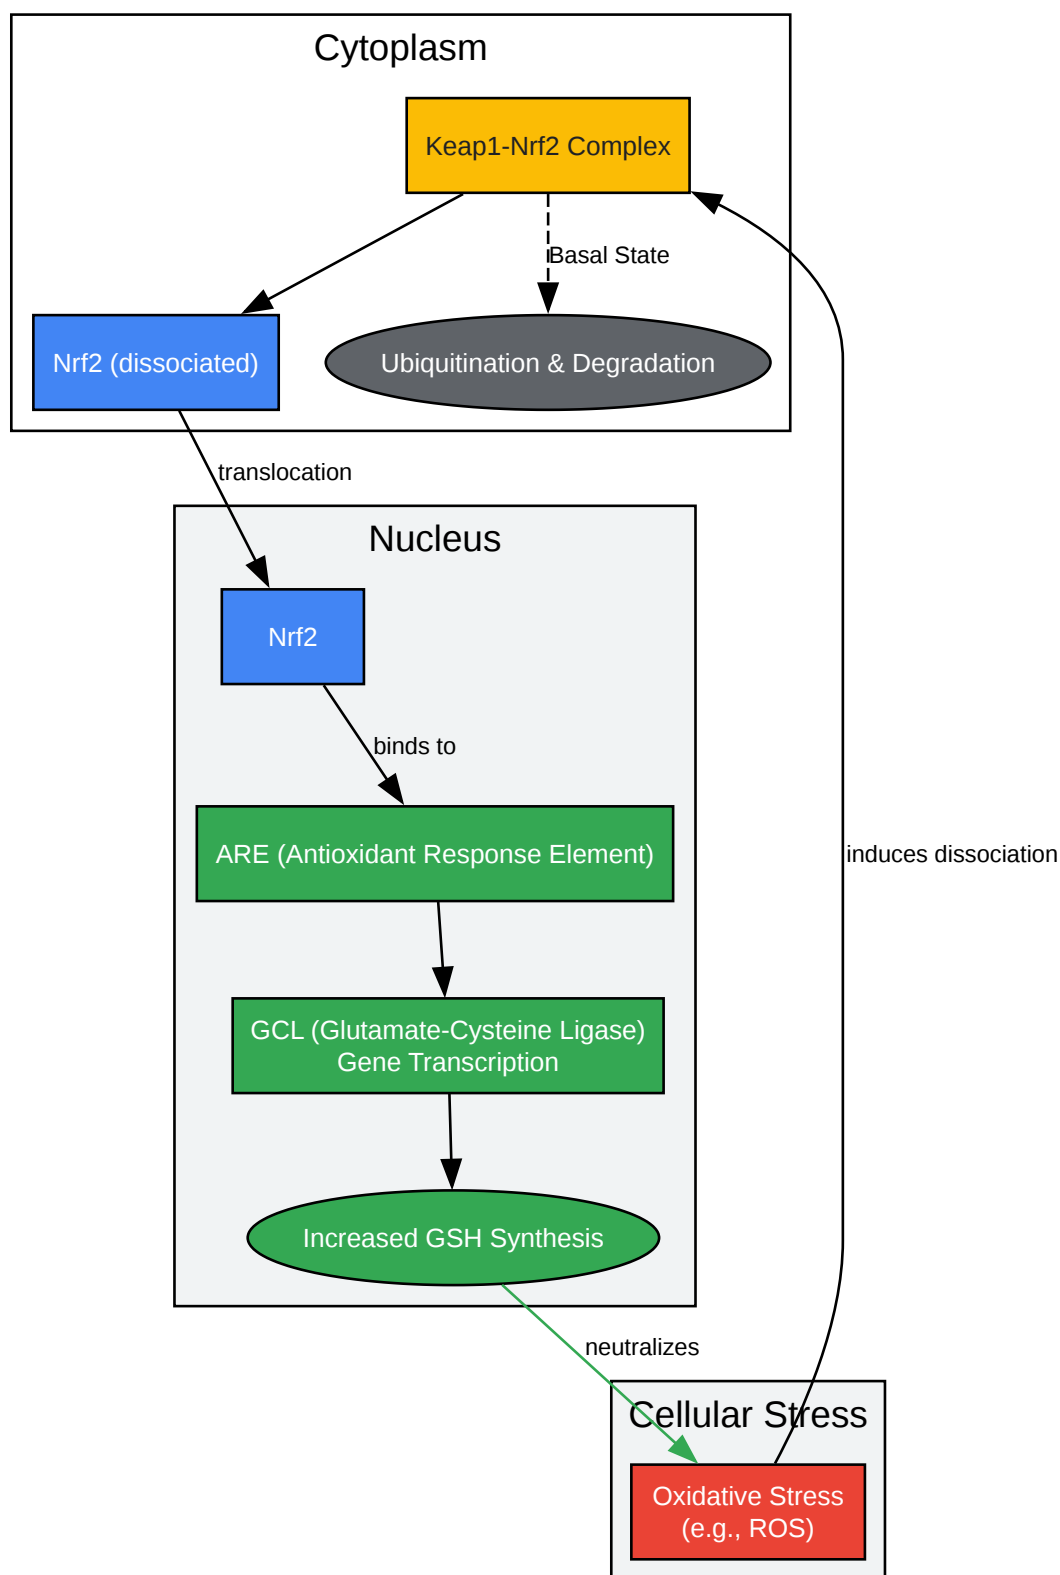 Cytoplasm
Keap1-Nrf2 Complex
Basal State
Nrf2 (dissociated)
Ubiquitination & Degradation
translocation
Nucleus
Nrf2
binds to
ARE (Antioxidant Response Element)
induces dissociation
GCL (Glutamate-Cysteine Ligase)
Gene Transcription
Increased GSH Synthesis
neutralizes
Cellular Stress
Oxidative Stress
(e.g., ROS)